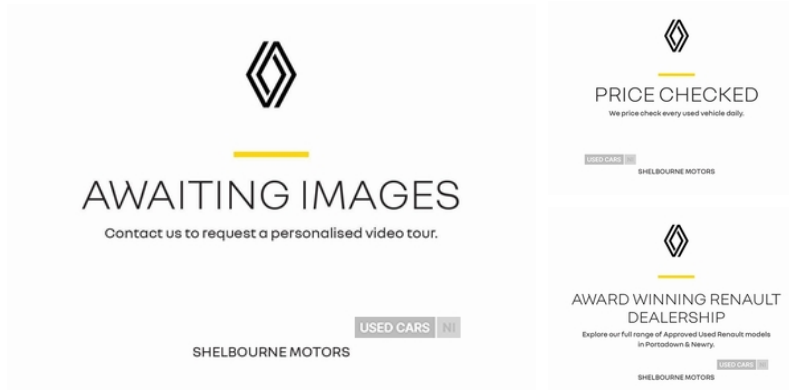 AWAITING IMAGES
Contact us to request a personalised video tour.
USED CARS NI
SHELBOURNE MOTORS
PRICE CHECKED
We price check every used vehicle daily.
USED CARS NI
SHELBOURNE MOTORS
AWARD WINNING RENAULT
DEALERSHIP
Explore our full range of Approved Used Renault models
in Portadown & Newry.
USED CARS NI
SHELBOURNE MOTORS